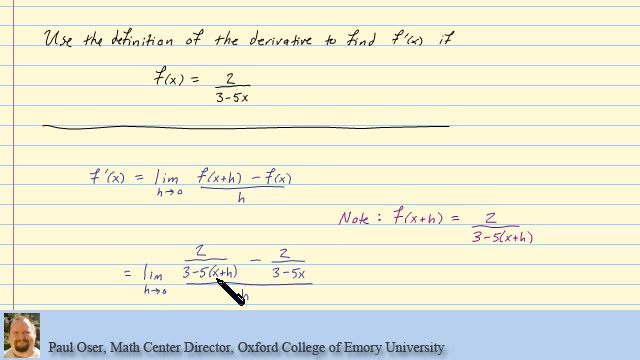 Use the definition of the derivative to find f'(x) if
f(x) = 2 / (3-5x)
f'(x) = lim h→0 (f(x+h) - f(x)) / h
Note: f(x+h) = 2 / (3-5(x+h))
= lim h→0 (2 / (3-5(x+h)) - 2 / (3-5x)) / h
Paul Oser, Math Center Director, Oxford College of Emory University